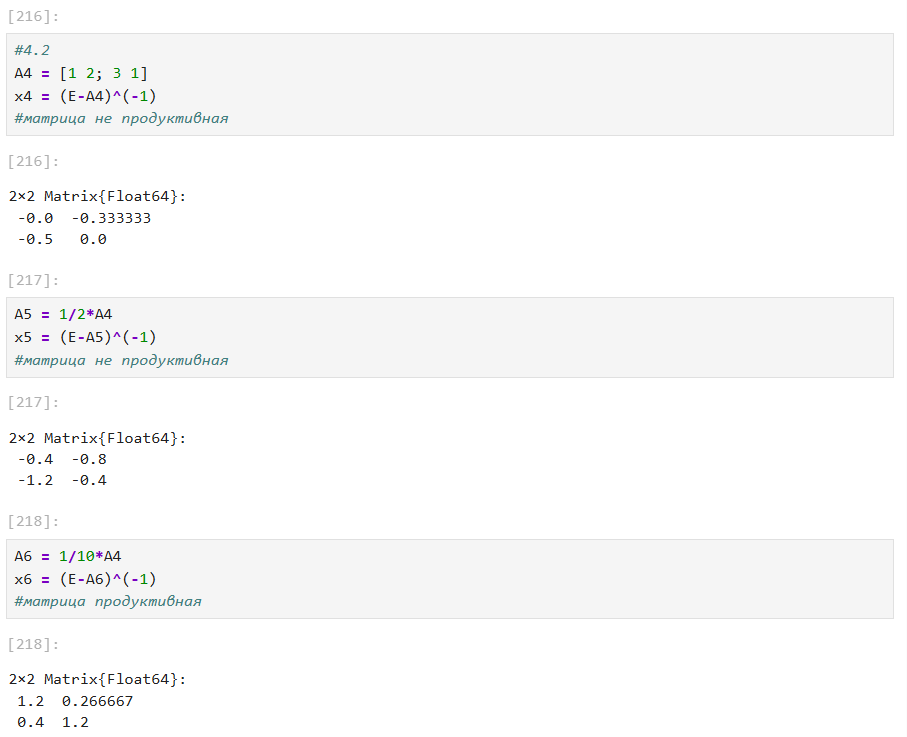 [216]:
#4.2
A4 = [1 2; 3 1]
x4 = (E-A4)^(-1)
#матрица не продуктивная
[216]:
2×2 Matrix{Float64}:
-0.0  -0.333333
-0.5   0.0
[217]:
A5 = 1/2*A4
x5 = (E-A5)^(-1)
#матрица не продуктивная
[217]:
2×2 Matrix{Float64}:
-0.4  -0.8
-1.2  -0.4
[218]:
A6 = 1/10*A4
x6 = (E-A6)^(-1)
#матрица продуктивная
[218]:
2×2 Matrix{Float64}:
1.2  0.266667
0.4  1.2